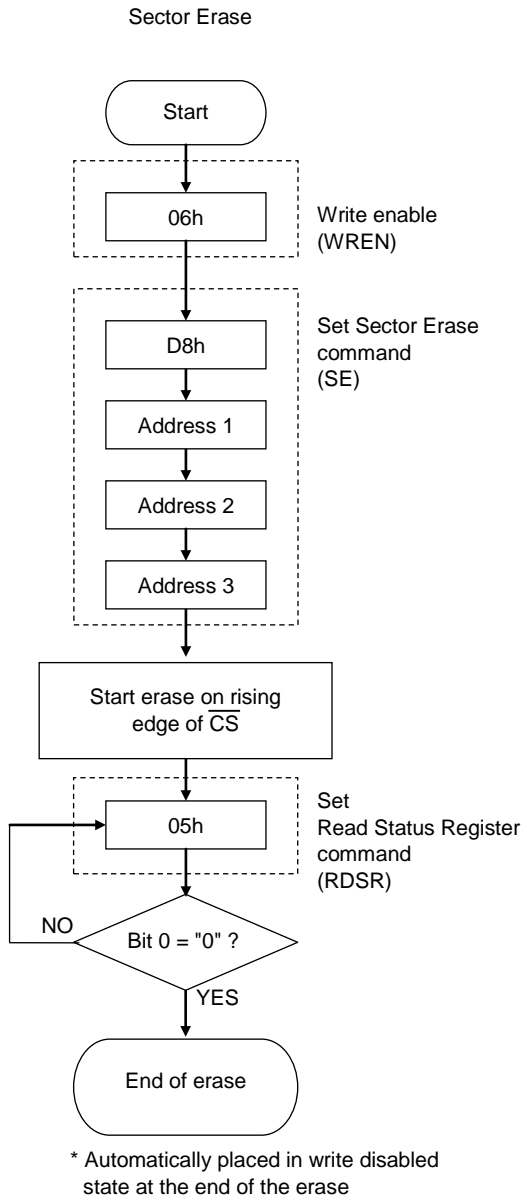 Sector Erase
Start
06h
Write enable
(WREN)
D8h
Set Sector Erase
command
(SE)
Address 1
Address 2
Address 3
Start erase on rising
edge of C̅S̅
05h
Set
Read Status Register
command
(RDSR)
NO
Bit 0 = "0" ?
YES
End of erase
* Automatically placed in write disabled
state at the end of the erase